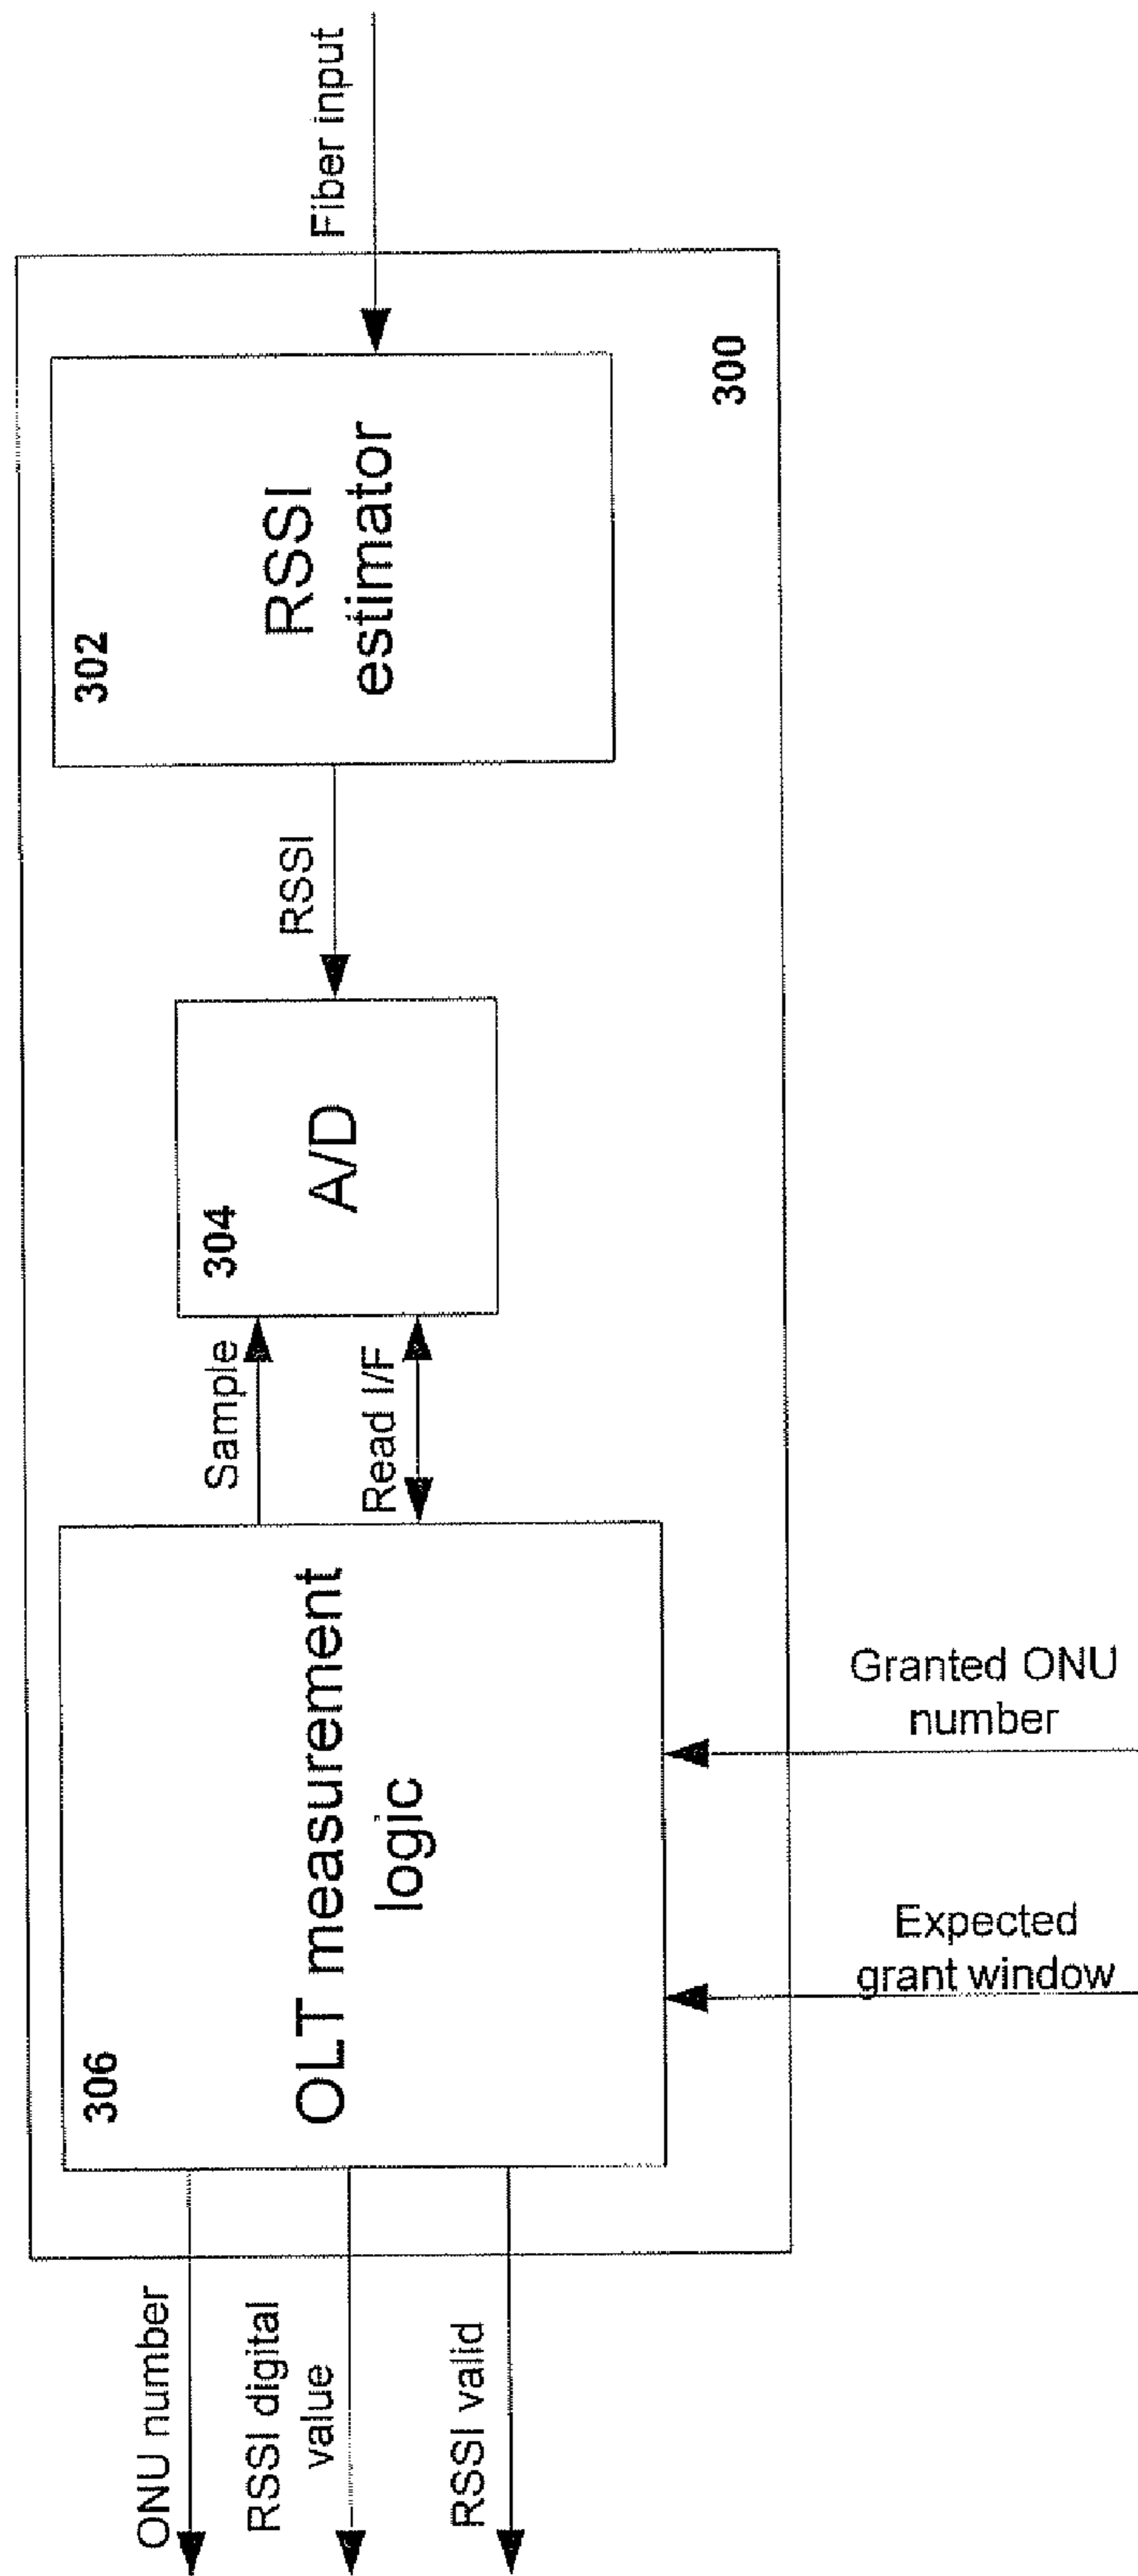 Fiber input
300
302
RSSI
estimator
RSSI
304
A/D
Sample
Read I/F
306
OLT measurement
logic
Granted ONU
number
Expected
grant window
ONU number
RSSI digital
value
RSSI valid